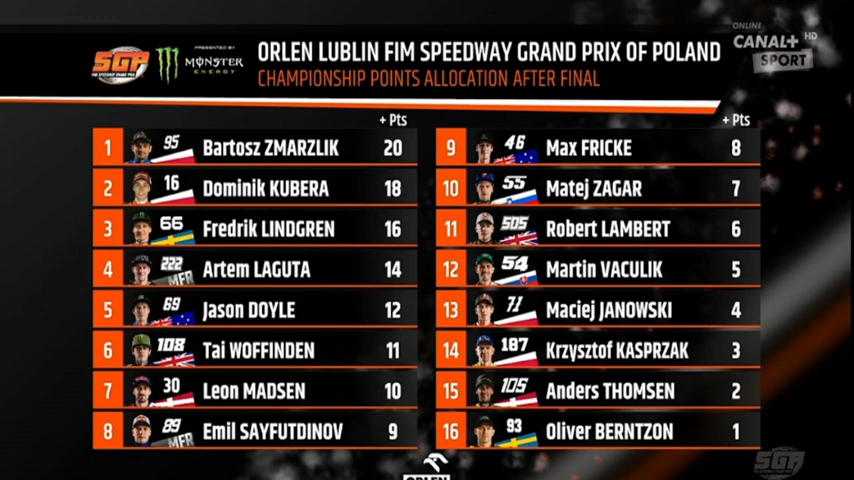 ONLINE
CANAL+ HD
SPORT
SGP
PRESENTED BY
MONSTER
ENERGY
ORLEN LUBLIN FIM SPEEDWAY GRAND PRIX OF POLAND
CHAMPIONSHIP POINTS ALLOCATION AFTER FINAL
+ Pts
1 95 Bartosz ZMARZLIK 20
2 16 Dominik KUBERA 18
3 66 Fredrik LINDGREN 16
4 222 MFR Artem LAGUTA 14
5 69 Jason DOYLE 12
6 108 Tai WOFFINDEN 11
7 30 Leon MADSEN 10
8 89 MFR Emil SAYFUTDINOV 9
+ Pts
9 46 Max FRICKE 8
10 55 Matej ZAGAR 7
11 505 Robert LAMBERT 6
12 54 Martin VACULIK 5
13 71 Maciej JANOWSKI 4
14 187 Krzysztof KASPRZAK 3
15 105 Anders THOMSEN 2
16 93 Oliver BERNTZON 1
ORLEN
SGP